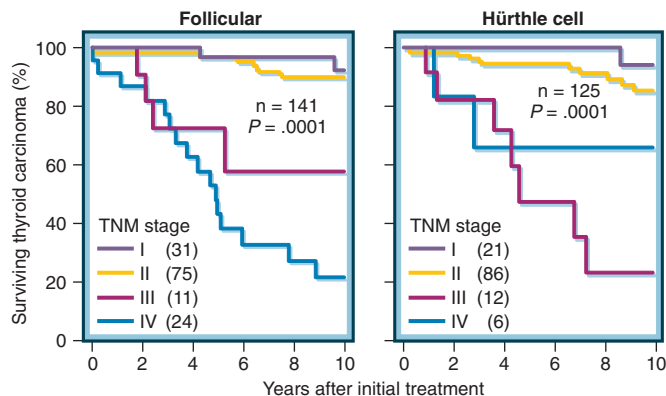 Follicular
Hürthle cell
Surviving thyroid carcinoma (%)
100
80
60
40
20
0
n = 141
P = .0001
TNM stage
I (31)
II (75)
III (11)
IV (24)
0 2 4 6 8 10
n = 125
P = .0001
TNM stage
I (21)
II (86)
III (12)
IV (6)
0 2 4 6 8 10
Years after initial treatment